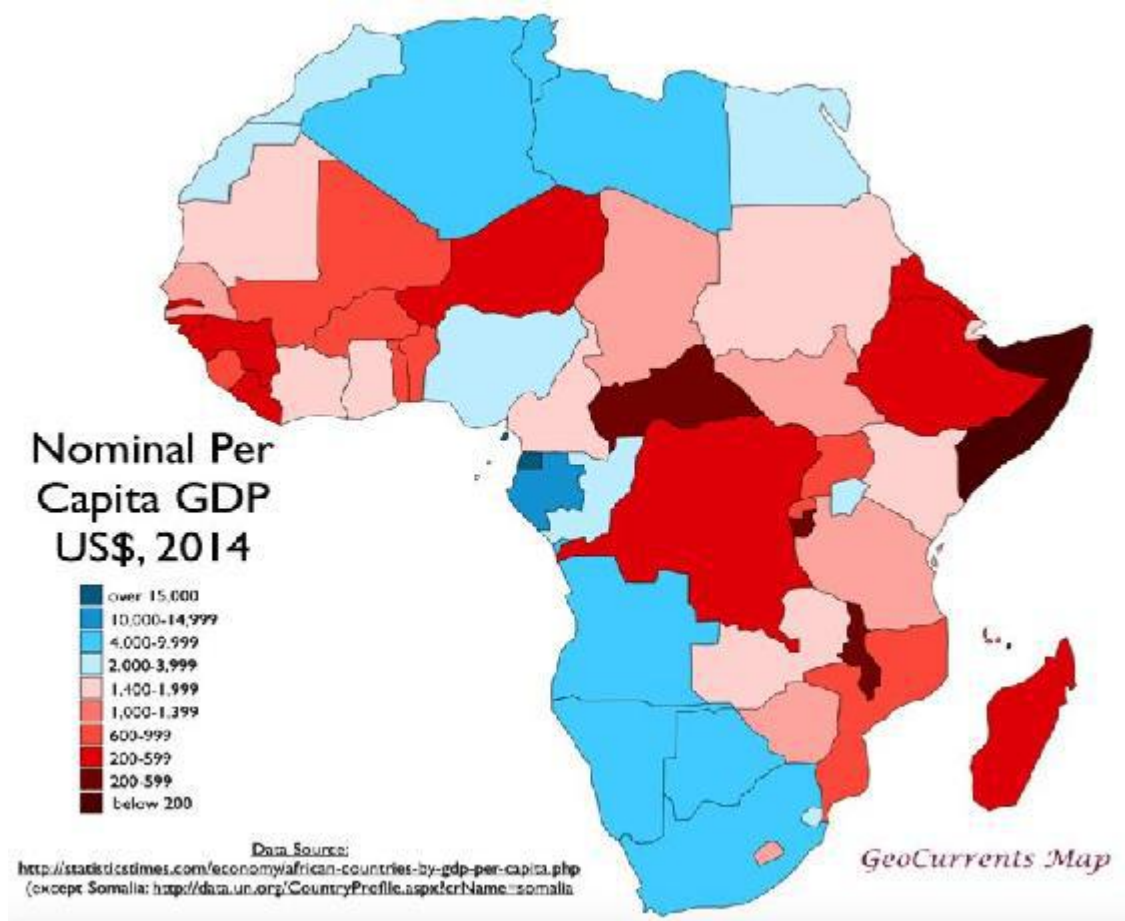 Nominal Per
Capita GDP
US$, 2014
over 15,000
10,000-14,999
4,000-9,999
2,000-3,999
1,400-1,999
1,000-1,399
600-999
200-599
200-599
below 200
Data Source:
http://statisticstimes.com/economy/african-countries-by-gdp-per-capita.php
(except Somalia: http://data.un.org/CountryProfile.aspx?crName=somalia
GeoCurrents Map